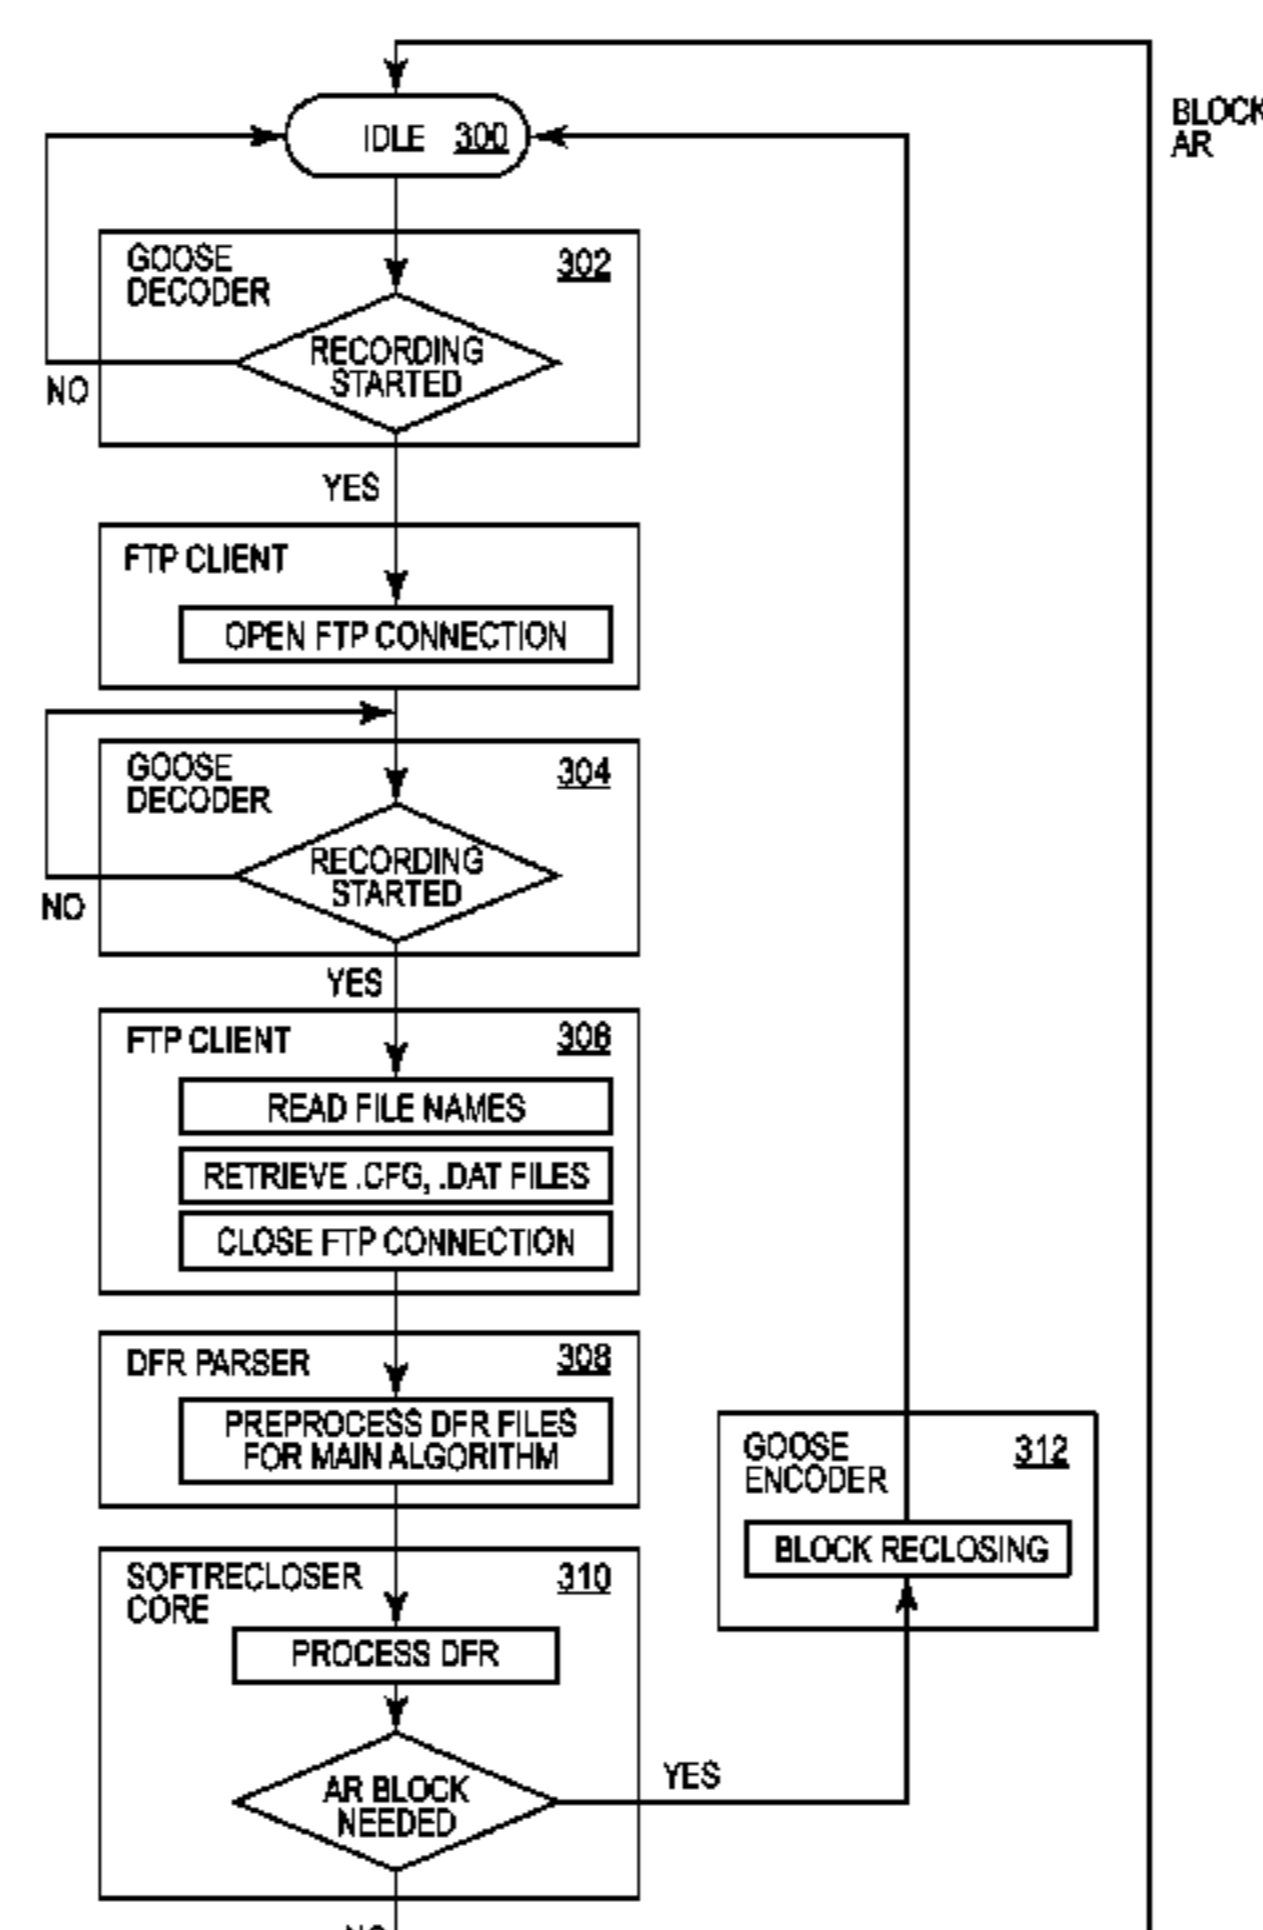 BLOCK
AR
IDLE 300
GOOSE
DECODER
302
RECORDING
STARTED
NO
YES
FTP CLIENT
OPEN FTP CONNECTION
GOOSE
DECODER
304
RECORDING
STARTED
NO
YES
FTP CLIENT
306
READ FILE NAMES
RETRIEVE .CFG, .DAT FILES
CLOSE FTP CONNECTION
DFR PARSER
308
PREPROCESS DFR FILES
FOR MAIN ALGORITHM
GOOSE
ENCODER
312
BLOCK RECLOSING
SOFTRECLOSER
CORE
310
PROCESS DFR
AR BLOCK
NEEDED
YES
NO